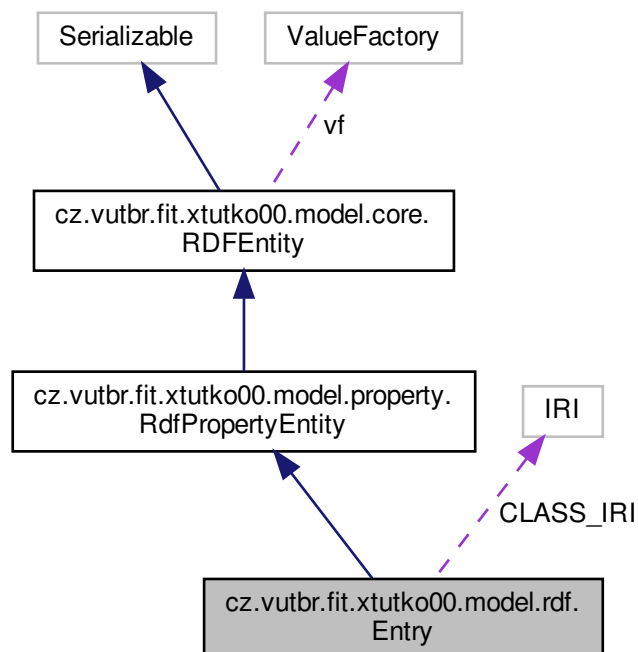 Serializable
ValueFactory
vf
cz.vutbr.fit.xtutko00.model.core.
RDFEntity
cz.vutbr.fit.xtutko00.model.property.
RdfPropertyEntity
IRI
CLASS_IRI
cz.vutbr.fit.xtutko00.model.rdf.
Entry